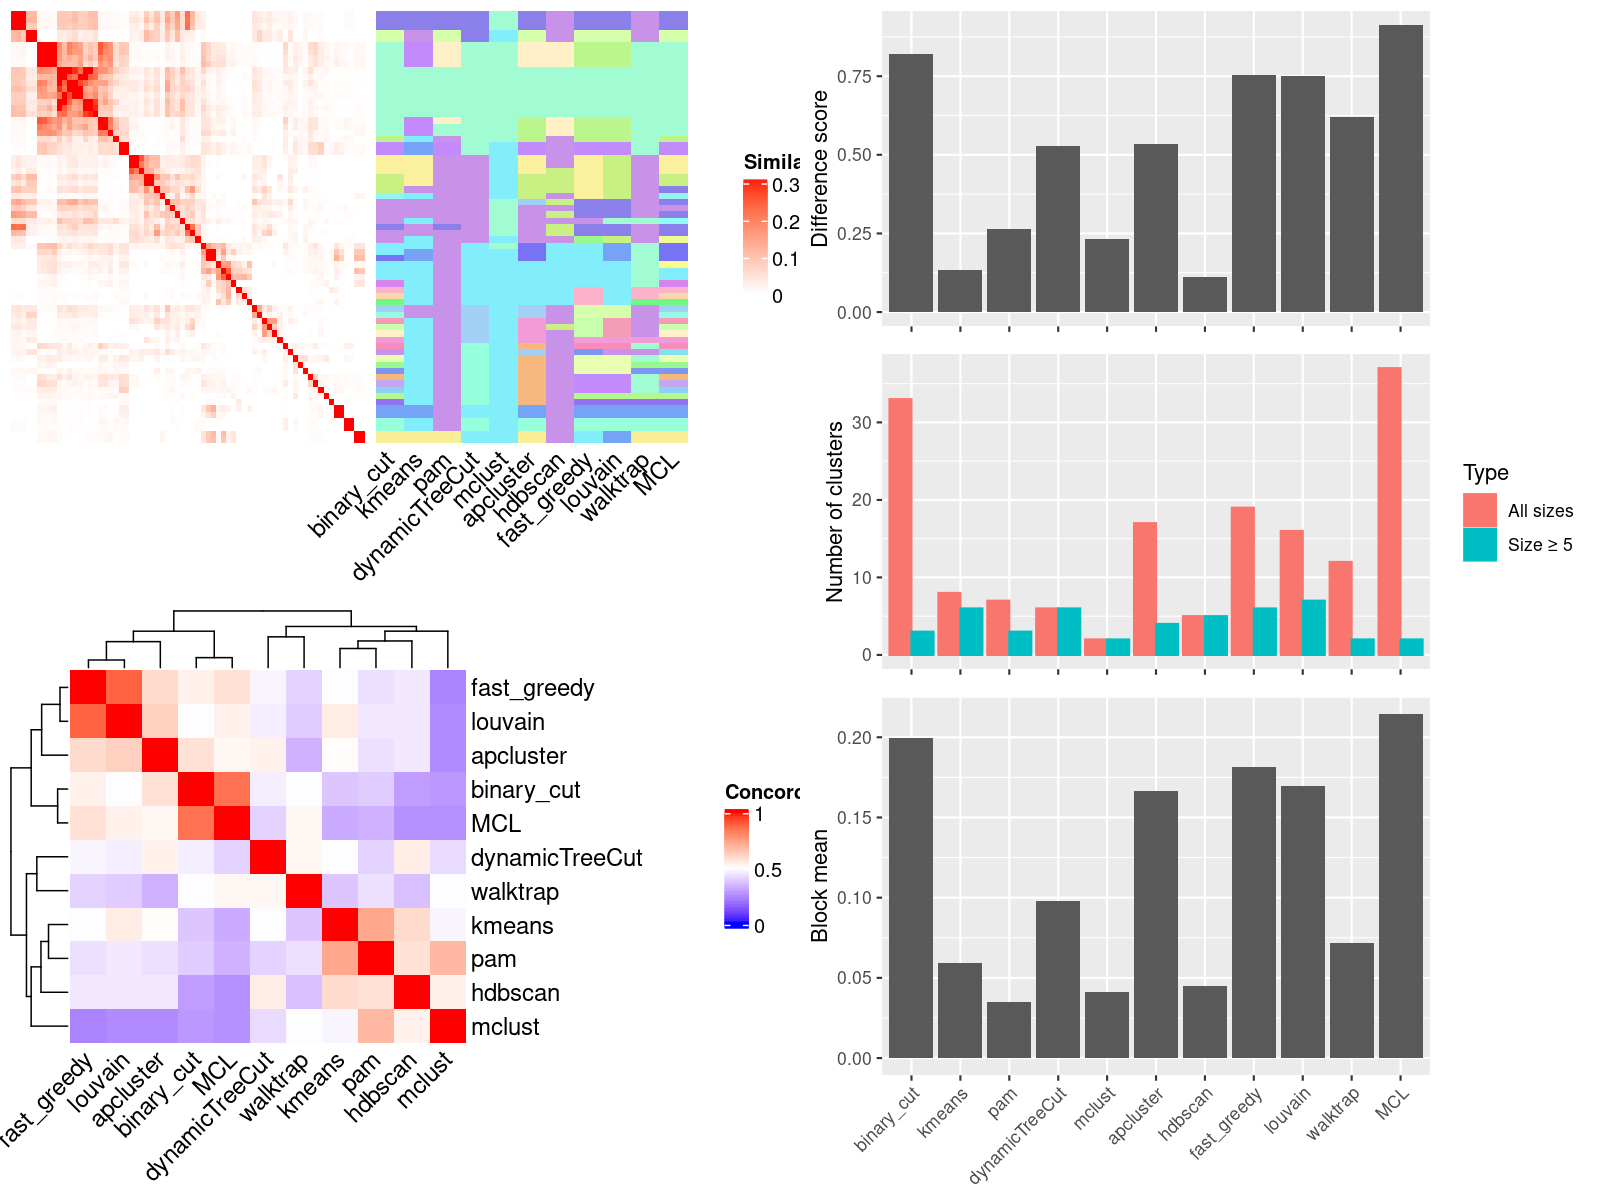 Simila
0.3
0.2
0.1
0
binary_cut
kmeans
pam
dynamicTreeCut
mclust
apcluster
hdbscan
fast_greedy
louvain
walktrap
MCL
fast_greedy
louvain
apcluster
binary_cut
MCL
dynamicTreeCut
walktrap
kmeans
pam
hdbscan
mclust
Concord
1
0.5
0
fast_greedy
louvain
apcluster
binary_cut
MCL
dynamicTreeCut
walktrap
kmeans
pam
hdbscan
mclust
Difference score
0.75
0.50
0.25
0.00
Number of clusters
30
20
10
0
Type
All sizes
Size ≥ 5
Block mean
0.20
0.15
0.10
0.05
0.00
binary_cut
kmeans
pam
dynamicTreeCut
mclust
apcluster
hdbscan
fast_greedy
louvain
walktrap
MCL